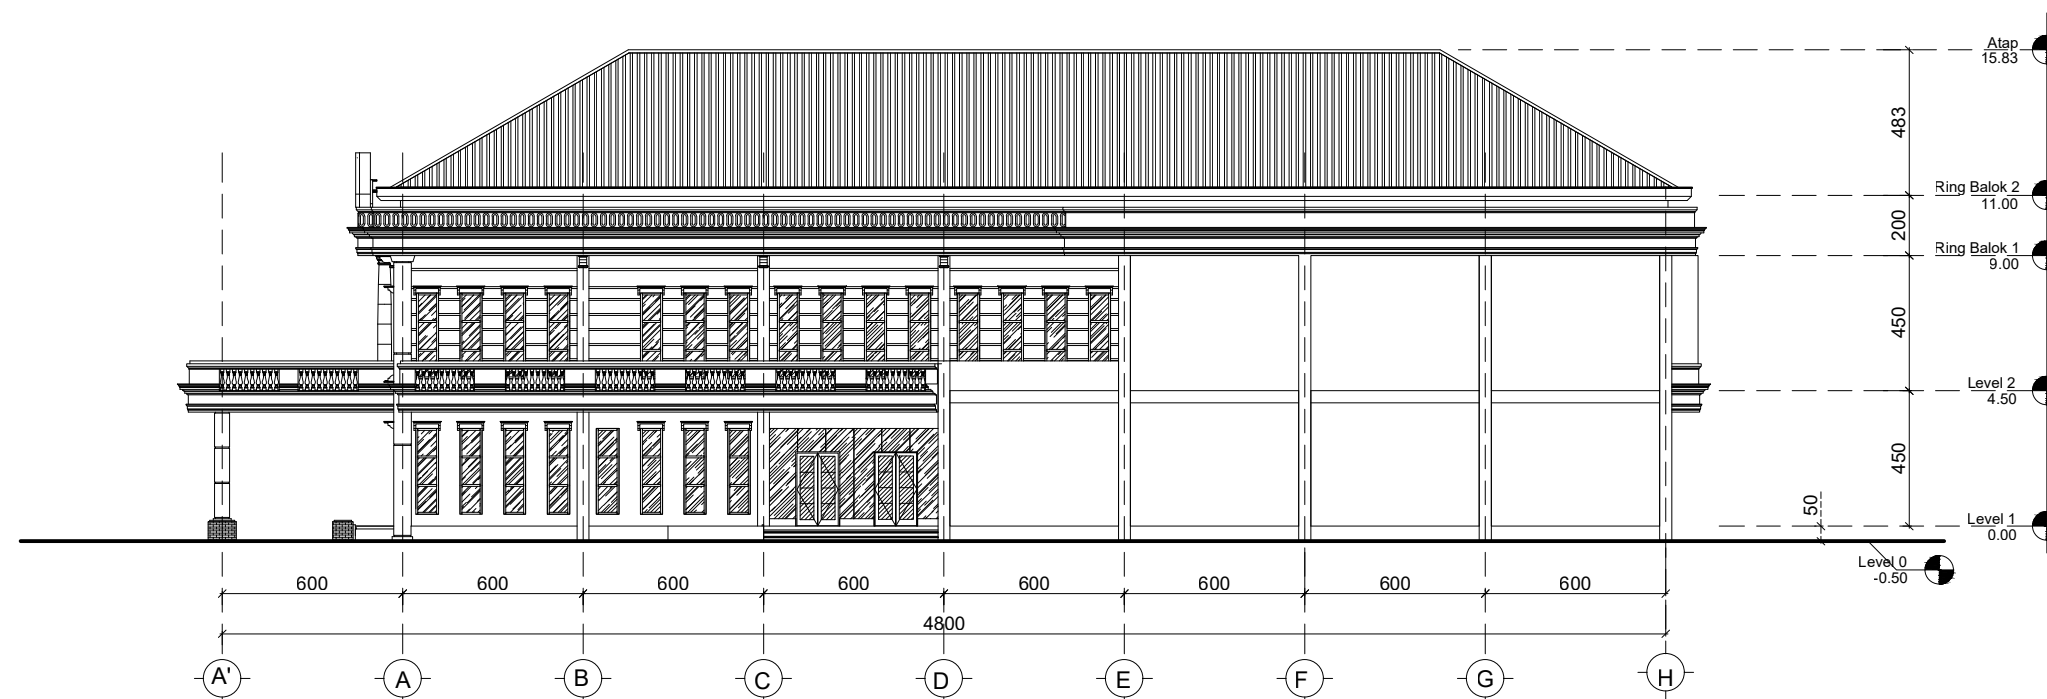 Atap
15.83
483
Ring Balok 2
11.00
200
Ring Balok 1
9.00
450
Level 2
4.50
450
50
Level 1
0.00
Level 0
-0.50
600 600 600 600 600 600 600 600
4800
A' A B C D E F G H